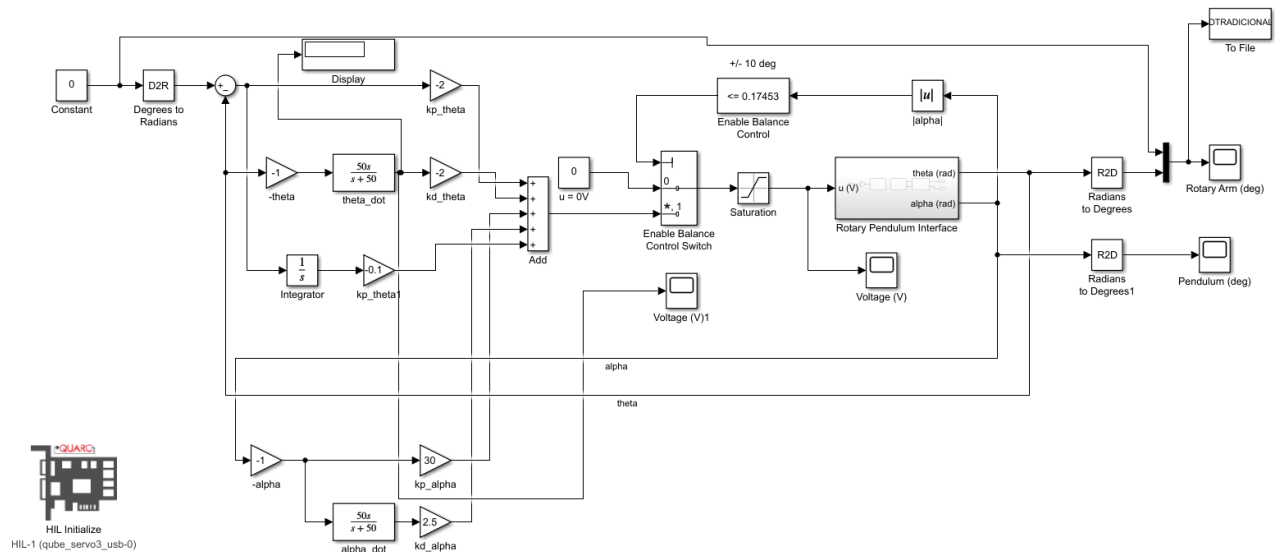 OTRADICIONAL
To File
Display
+/- 10 deg
0
Constant
D2R
Degrees to
Radians
+
-
-2
kp_theta
<= 0.17453
Enable Balance
Control
|u|
|alpha|
-1
-theta
50s
s + 50
theta_dot
-2
kd_theta
0
u = 0V
0
*, 1
Enable Balance
Control Switch
Saturation
u (V)
theta (rad)
alpha (rad)
Rotary Pendulum Interface
R2D
Radians
to Degrees
Rotary Arm (deg)
+
+
+
+
+
Add
1
s
Integrator
-0.1
kp_theta1
Voltage (V)1
Voltage (V)
R2D
Radians
to Degrees1
Pendulum (deg)
alpha
theta
QUARC
HIL Initialize
HIL-1 (qube_servo3_usb-0)
-1
-alpha
30
kp_alpha
50s
s + 50
alpha_dot
2.5
kd_alpha